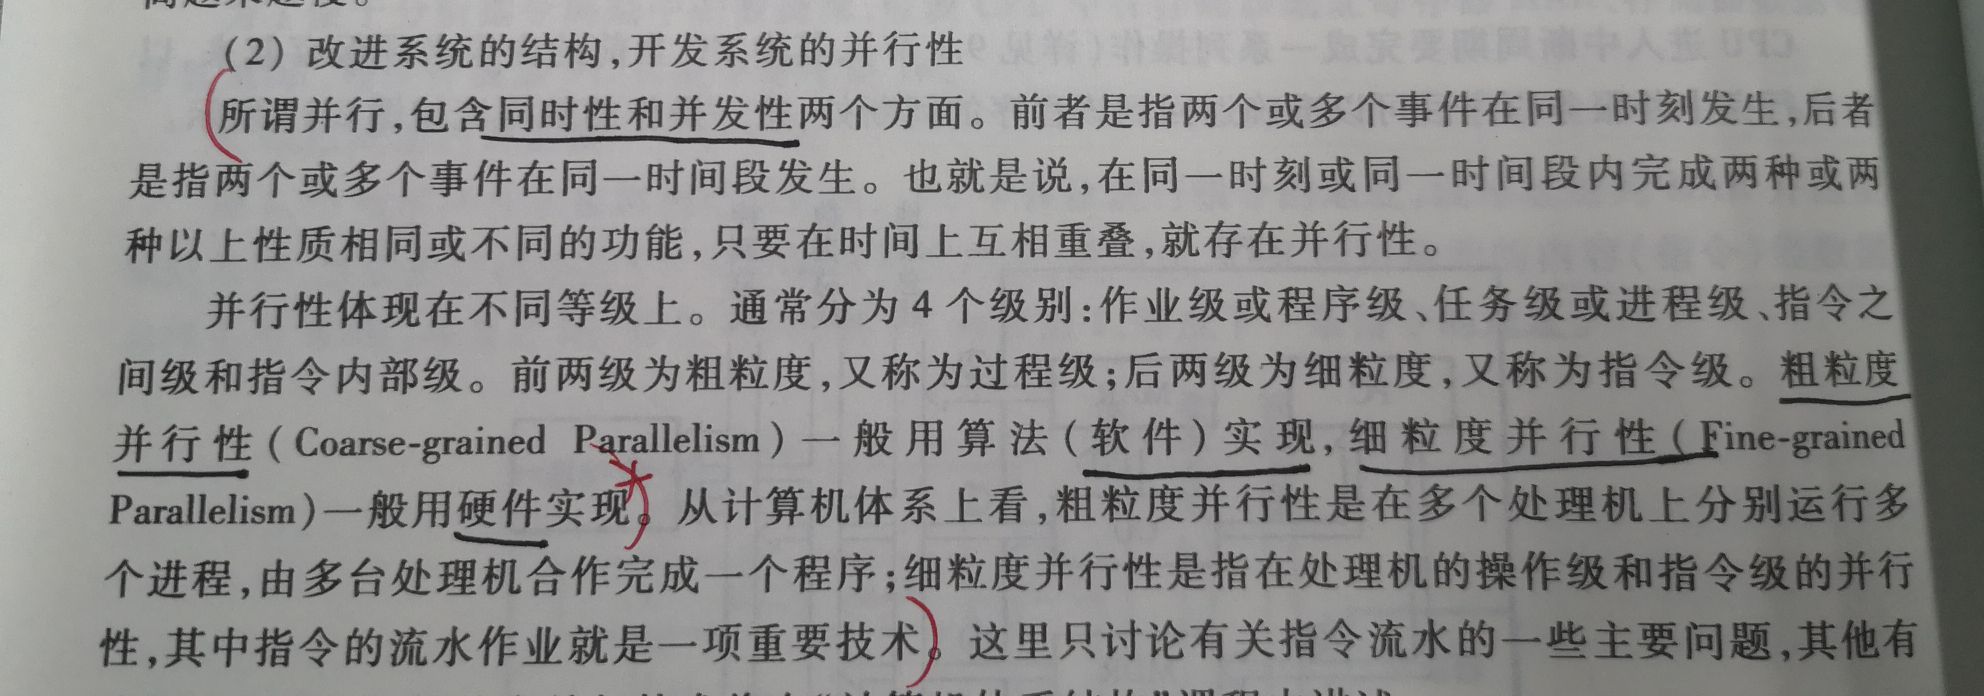 (2) 改进系统的结构,开发系统的并行性
所谓并行,包含同时性和并发性两个方面。前者是指两个或多个事件在同一时刻发生,后者
是指两个或多个事件在同一时间段发生。也就是说,在同一时刻或同一时间段内完成两种或两
种以上性质相同或不同的功能,只要在时间上互相重叠,就存在并行性。
并行性体现在不同等级上。通常分为 4 个级别:作业级或程序级、任务级或进程级、指令之
间级和指令内部级。前两级为粗粒度,又称为过程级;后两级为细粒度,又称为指令级。粗粒度
并行性(Coarse-grained Parallelism)一般用算法(软件)实现,细粒度并行性(Fine-grained
Parallelism)一般用硬件实现。从计算机体系上看,粗粒度并行性是在多个处理机上分别运行多
个进程,由多台处理机合作完成一个程序;细粒度并行性是指在处理机的操作级和指令级的并行
性,其中指令的流水作业就是一项重要技术。这里只讨论有关指令流水的一些主要问题,其他有